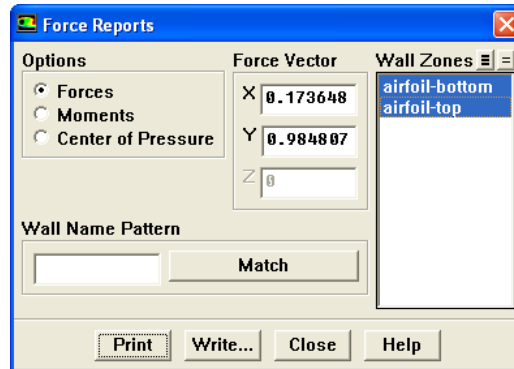 Force Reports
Options
Forces
Moments
Center of Pressure
Force Vector
X 0.173648
Y 0.984807
Z 0
Wall Zones
airfoil-bottom
airfoil-top
Wall Name Pattern
Match
Print Write... Close Help